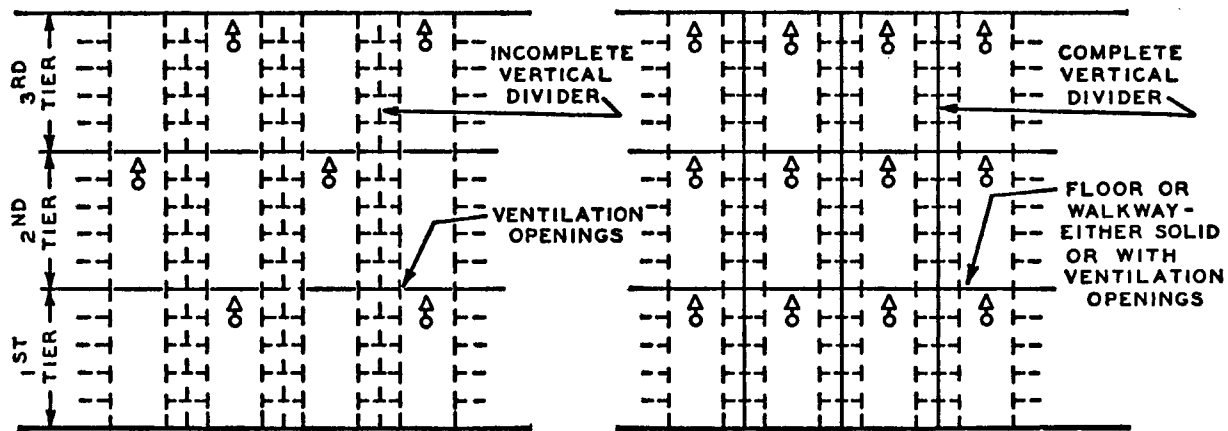 3RD
TIER
2ND
TIER
1ST
TIER
INCOMPLETE
VERTICAL
DIVIDER
VENTILATION
OPENINGS
COMPLETE
VERTICAL
DIVIDER
FLOOR OR
WALKWAY-
EITHER SOLID
OR WITH
VENTILATION
OPENINGS